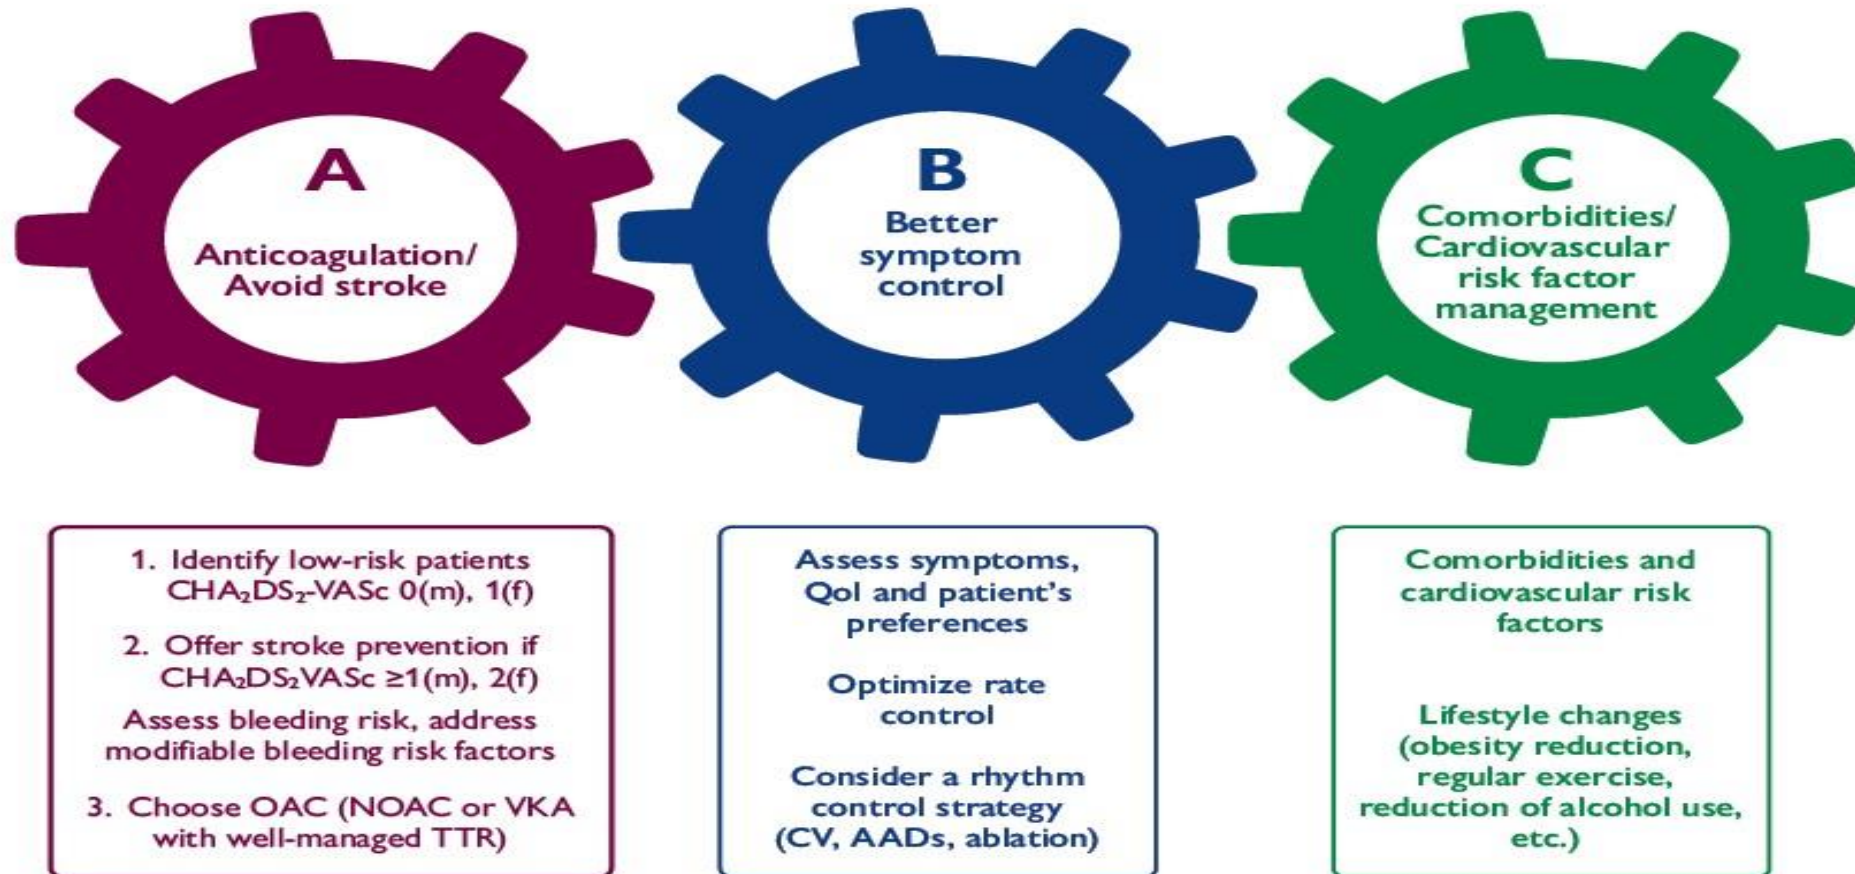 A
Anticoagulation/
Avoid stroke
B
Better
symptom
control
C
Comorbidities/
Cardiovascular
risk factor
management
1. Identify low-risk patients
CHA₂DS₂-VASc 0(m), 1(f)
2. Offer stroke prevention if
CHA₂DS₂VASc ≥1(m), 2(f)
Assess bleeding risk, address
modifiable bleeding risk factors
3. Choose OAC (NOAC or VKA
with well-managed TTR)
Assess symptoms,
Qol and patient's
preferences
Optimize rate
control
Consider a rhythm
control strategy
(CV, AADs, ablation)
Comorbidities and
cardiovascular risk
factors
Lifestyle changes
(obesity reduction,
regular exercise,
reduction of alcohol use,
etc.)